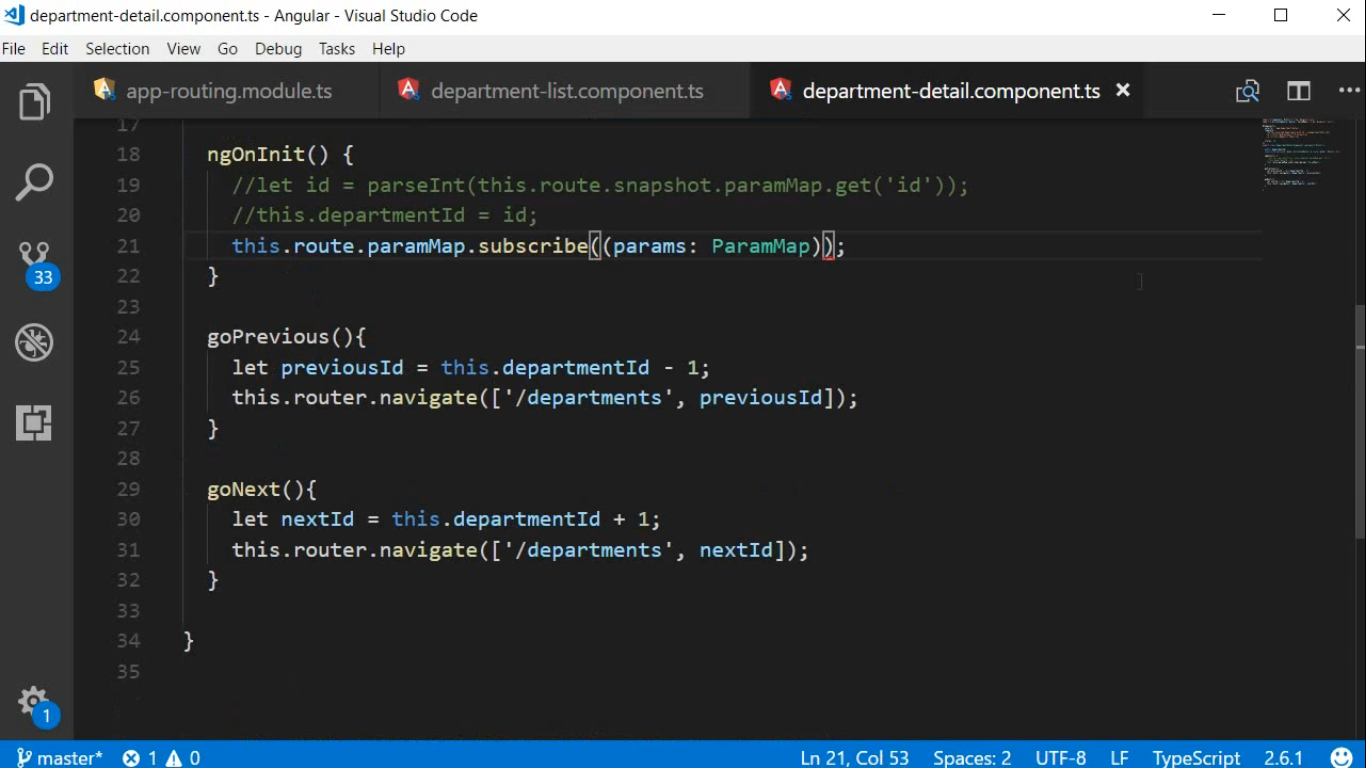 department-detail.component.ts - Angular - Visual Studio Code
File Edit Selection View Go Debug Tasks Help
app-routing.module.ts department-list.component.ts department-detail.component.ts
17
18 ngOnInit() {
19 //let id = parseInt(this.route.snapshot.paramMap.get('id'));
20 //this.departmentId = id;
21 this.route.paramMap.subscribe((params: ParamMap));
22 }
23
24 goPrevious(){
25 let previousId = this.departmentId - 1;
26 this.router.navigate(['/departments', previousId]);
27 }
28
29 goNext(){
30 let nextId = this.departmentId + 1;
31 this.router.navigate(['/departments', nextId]);
32 }
33
34 }
35
33
1
master* 1 0 Ln 21, Col 53 Spaces: 2 UTF-8 LF TypeScript 2.6.1